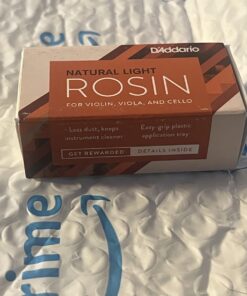 D'Addario
NATURAL LIGHT
ROSIN
FOR VIOLIN, VIOLA, AND CELLO
- Less dust, keeps
instrument cleaner
- Easy-grip plastic
application tray
GET REWARDED
DETAILS INSIDE
prime